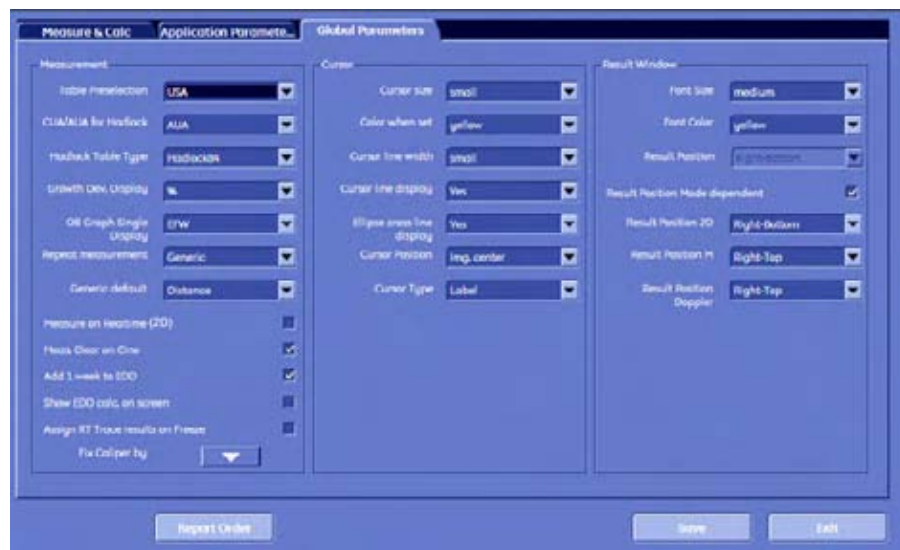 Measure & Calc
Application Paramete...
Global Parameters
Measurement
Table Preselection USA
CUA/AUA for Hadlock AUA
Hadlock Table Type Hadlock84
Growth Dev. Display %
OB Graph Single Display EFW
Repeat measurement Generic
Generic default Distance
Measure on Realtime (2D)
Meas. Clear on Cine
Add 1 week to EDD
Show EDD calc. on screen
Assign RT Trace results on Freeze
Fix Caliper by
Cursor
Cursor size small
Color when set yellow
Cursor line width small
Cursor line display Yes
Ellipse cross line display Yes
Cursor Position Img. center
Cursor Type Label
Result Window
Font Size medium
Font Color yellow
Result Position Right-Bottom
Result Position Mode dependent
Result Position 2D Right-Bottom
Result Position M Right-Top
Result Position Doppler Right-Top
Report Order
Save
Exit